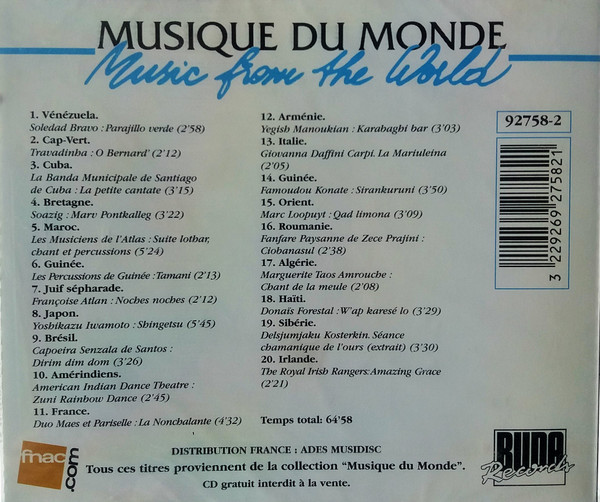 MUSIQUE DU MONDE
Music from the World
1. Vénézuela.
Soledad Bravo : Parajillo verde (2'58)
2. Cap-Vert.
Travadinha : O Bernard' (2'12)
3. Cuba.
La Banda Municipale de Santiago
de Cuba : La petite cantate (3'15)
4. Bretagne.
Soazig : Marv Pontkalleg (3'22)
5. Maroc.
Les Musiciens de l'Atlas : Suite lothar,
chant et percussions (5'24)
6. Guinée.
Les Percussions de Guinée : Tamani (2'13)
7. Juif sépharade.
Françoise Atlan : Noches noches (2'12)
8. Japon.
Yoshikazu Iwamoto : Shingetsu (5'45)
9. Brésil.
Capoeira Senzala de Santos :
Dirim dim dom (3'26)
10. Amérindiens.
American Indian Dance Theatre :
Zuni Rainbow Dance (2'45)
11. France.
Duo Maes et Pariselle : La Nonchalante (4'32)
12. Arménie.
Yegish Manoukian : Karabaghi bar (3'03)
13. Italie.
Giovanna Daffini Carpi. La Mariuleina
(2'05)
14. Guinée.
Famoudou Konate : Sirankuruni (3'50)
15. Orient.
Marc Loopuyt : Qad limona (3'09)
16. Roumanie.
Fanfare Paysanne de Zece Prajini :
Ciobanasul (2'38)
17. Algérie.
Marguerite Taos Amrouche :
Chant de la meule (2'08)
18. Haïti.
Donais Forestal : W'ap karesé lo (3'29)
19. Sibérie.
Delsjumjaku Kosterkin. Séance
chamanique de l'ours (extrait) (3'30)
20. Irlande.
The Royal Irish Rangers: Amazing Grace
(2'21)
Temps total: 64'58
92758-2
3 229269 275821
fnac.com
DISTRIBUTION FRANCE : ADES MUSIDISC
Tous ces titres proviennent de la collection "Musique du Monde".
CD gratuit interdit à la vente.
BUDA
Records